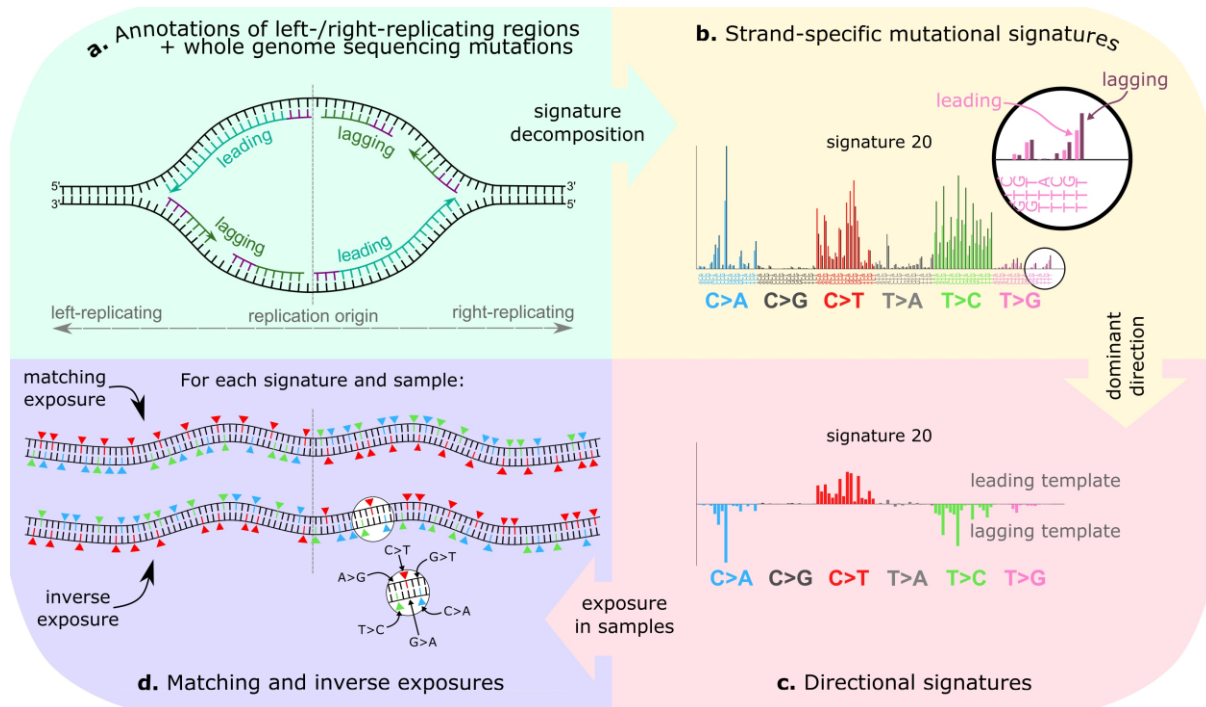 a. Annotations of left-/right-replicating regions
+ whole genome sequencing mutations
leading
lagging
5'
3'
3'
5'
lagging
leading
left-replicating
replication origin
right-replicating
signature
decomposition
b. Strand-specific mutational signatures
lagging
leading
signature 20
C>A
C>G
C>T
T>A
T>C
T>G
dominant
direction
signature 20
leading template
lagging template
C>A
C>G
C>T
T>A
T>C
T>G
c. Directional signatures
exposure
in samples
For each signature and sample:
matching
exposure
inverse
exposure
C>T
G>T
A>G
C>A
T>C
G>A
d. Matching and inverse exposures